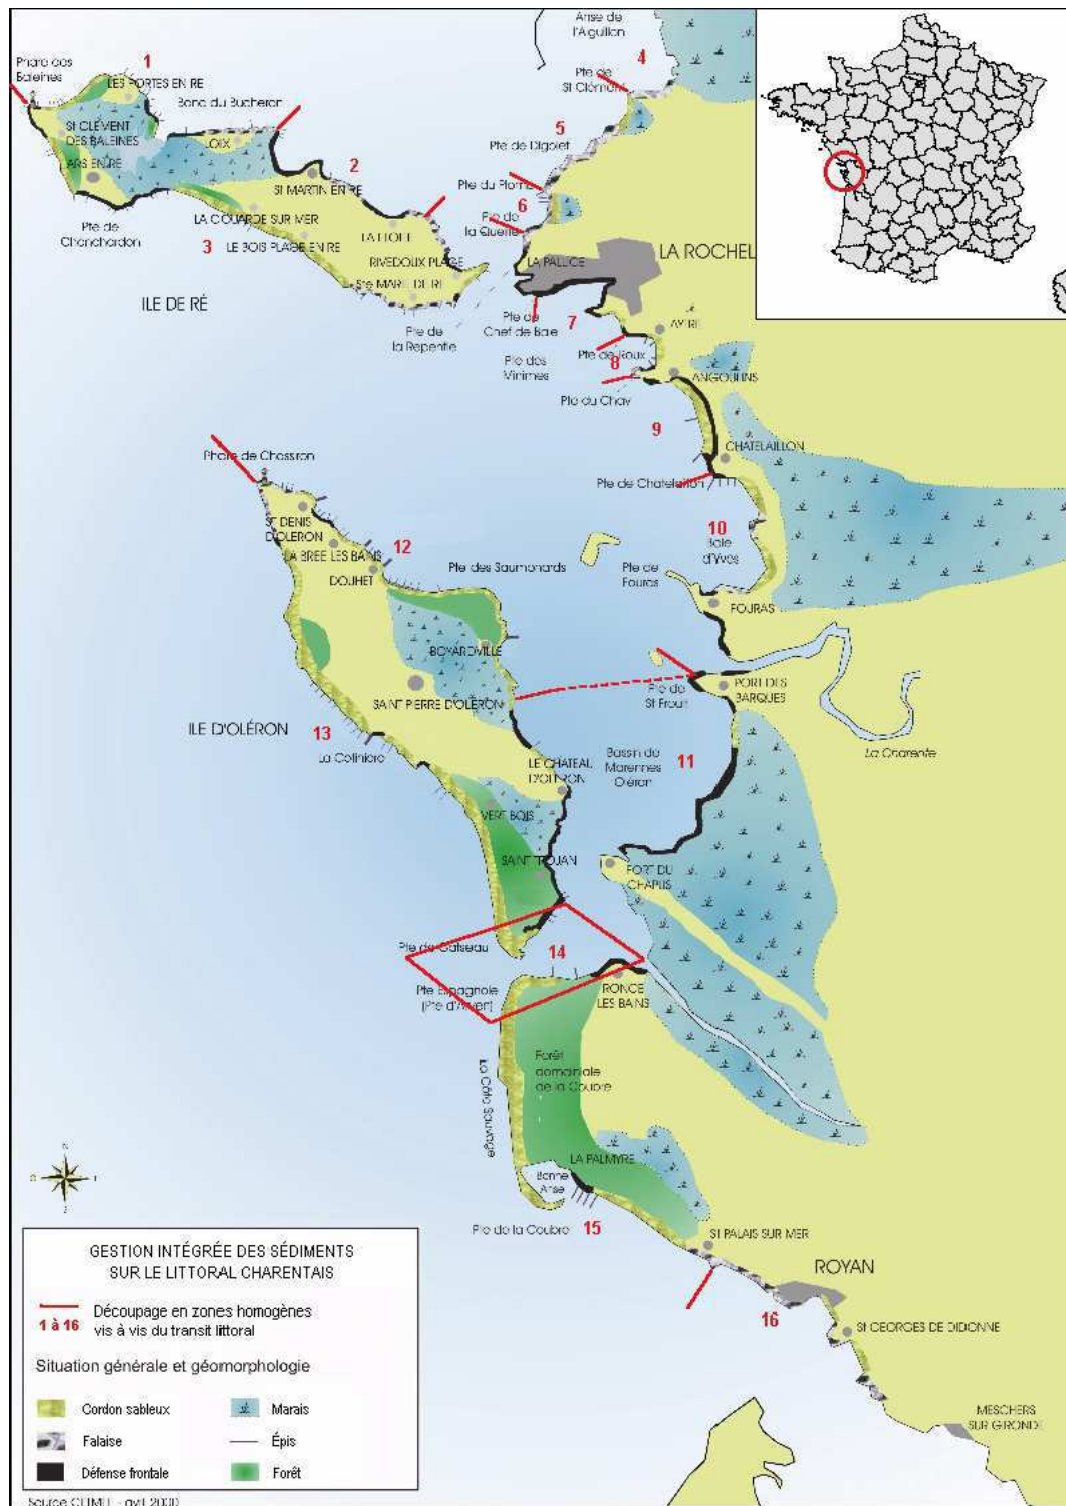 Anse de
l'Aiguillon
4
Phare des
Baleines
1
LES PORTES EN RE
Pte de
St Clément
Banc du Bucheron
ST CLEMENT
DES BALEINES
LOIX
5
Pte de Digolet
ARS EN RE
2
ST MARTIN EN RE
Pte du Plomb
6
Pte de
la Queille
Pte de
Chanchardon
LA COUARDE SUR MER
3
LE BOIS PLAGE EN RE
LA FLOTTE
LA PALLICE
LA ROCHEL
RIVEDOUX PLAGE
Ste MARIE DE RE
ILE DE RÉ
Pte de
la Repentie
Pte de
Chef de Baie
7
AYTRE
Pte des
Minimes
Pte de Roux
8
ANGOULINS
Pte du Chay
9
CHATELAILLON
Phare de Chassiron
Pte de Chatelaillon
ST DENIS
D'OLERON
10
Baie
d'Yves
LA BREE LES BAINS
12
DOUHET
Pte des Saumonards
Pte de
Fouras
FOURAS
BOYARDVILLE
SAINT PIERRE D'OLERON
Pte de
St Froult
PORT DES
BARQUES
ILE D'OLÉRON
13
La Cotinière
La Charente
Bassin de
Marennes
Oléron
11
LE CHATEAU
D'OLERON
VERT BOIS
SAINT TROJAN
FORT DU
CHAPUS
Pte de Gatseau
14
Pte Espagnole
(Pte d'Arvert)
RONCE
LES BAINS
La Côte Sauvage
Forêt
domaniale
de la Coubre
LA PALMYRE
Bonne
Anse
Pte de la Coubre
15
ST PALAIS SUR MER
ROYAN
16
ST GEORGES DE DIDONNE
MESCHERS
SUR GIRONDE
N
O
E
S
GESTION INTÉGRÉE DES SÉDIMENTS
SUR LE LITTORAL CHARENTAIS
1 à 16
Découpage en zones homogènes
vis à vis du transit littoral
Situation générale et géomorphologie
Cordon sableux
Marais
Falaise
Épis
Défense frontale
Forêt
Source - avril 2000